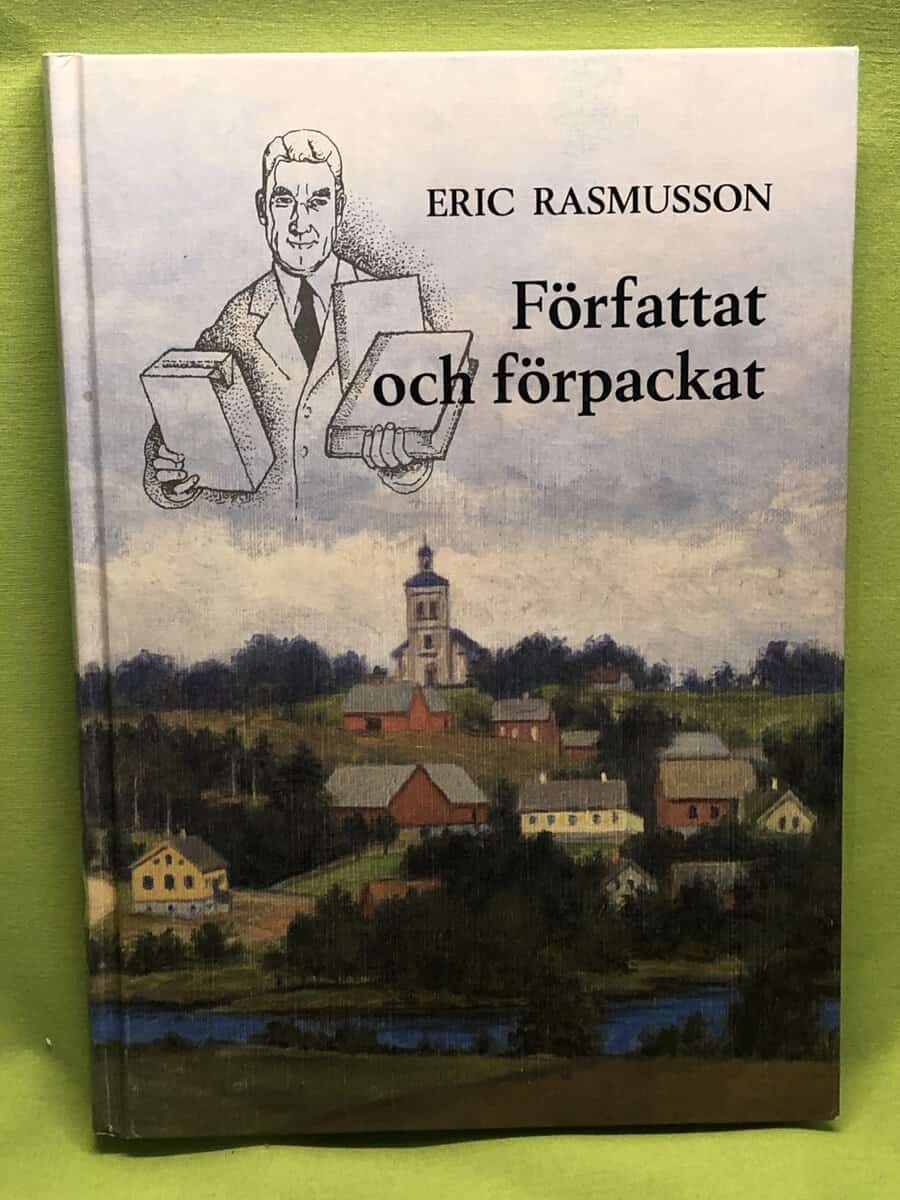 ERIC RASMUSSON
Författat
och förpackat